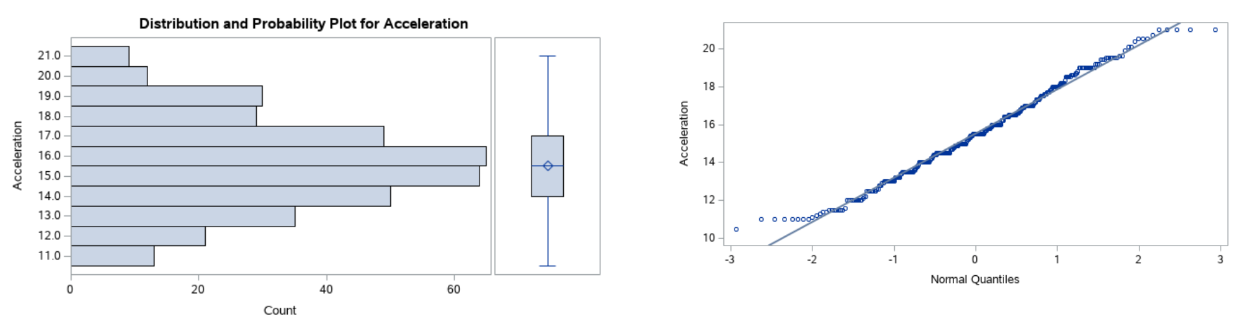 Distribution and Probability Plot for Acceleration
Acceleration
21.0
20.0
19.0
18.0
17.0
16.0
15.0
14.0
13.0
12.0
11.0
0 20 40 60
Count
Acceleration
20
18
16
14
12
10
-3 -2 -1 0 1 2 3
Normal Quantiles